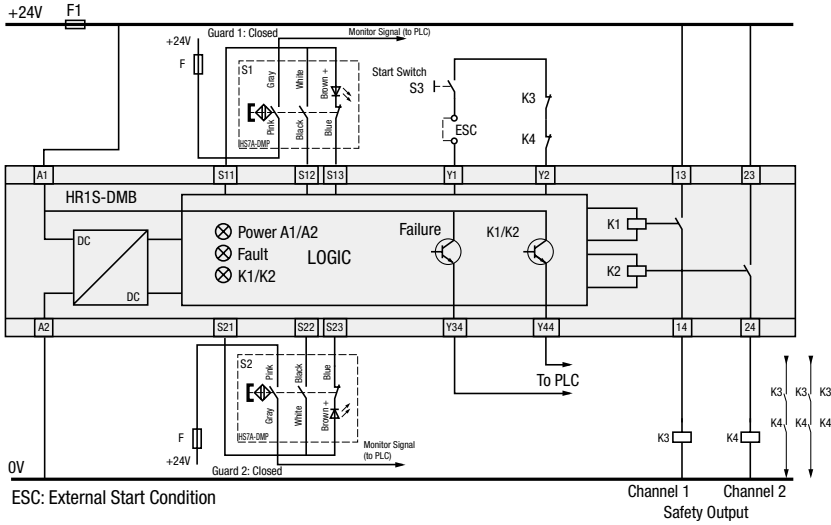 +24V F1
Guard 1: Closed
Monitor Signal (to PLC)
+24V
F
S1
Gray
White
Brown +
Pink
Black
Blue
HS7A-DMP
Start Switch
S3
ESC
K3
K4
A1 S11 S12 S13 Y1 Y2 13 23
HR1S-DMB
DC
DC
Power A1/A2
Fault
K1/K2
LOGIC
Failure
K1/K2
K1
K2
A2 S21 S22 S23 Y34 Y44 14 24
S2
Pink
Black
Blue
Gray
White
Brown +
HS7A-DMP
F
+24V
Guard 2: Closed
Monitor Signal
(to PLC)
To PLC
K3 K3 K3
K4 K4 K4
K3 K4
0V
ESC: External Start Condition
Channel 1 Channel 2
Safety Output